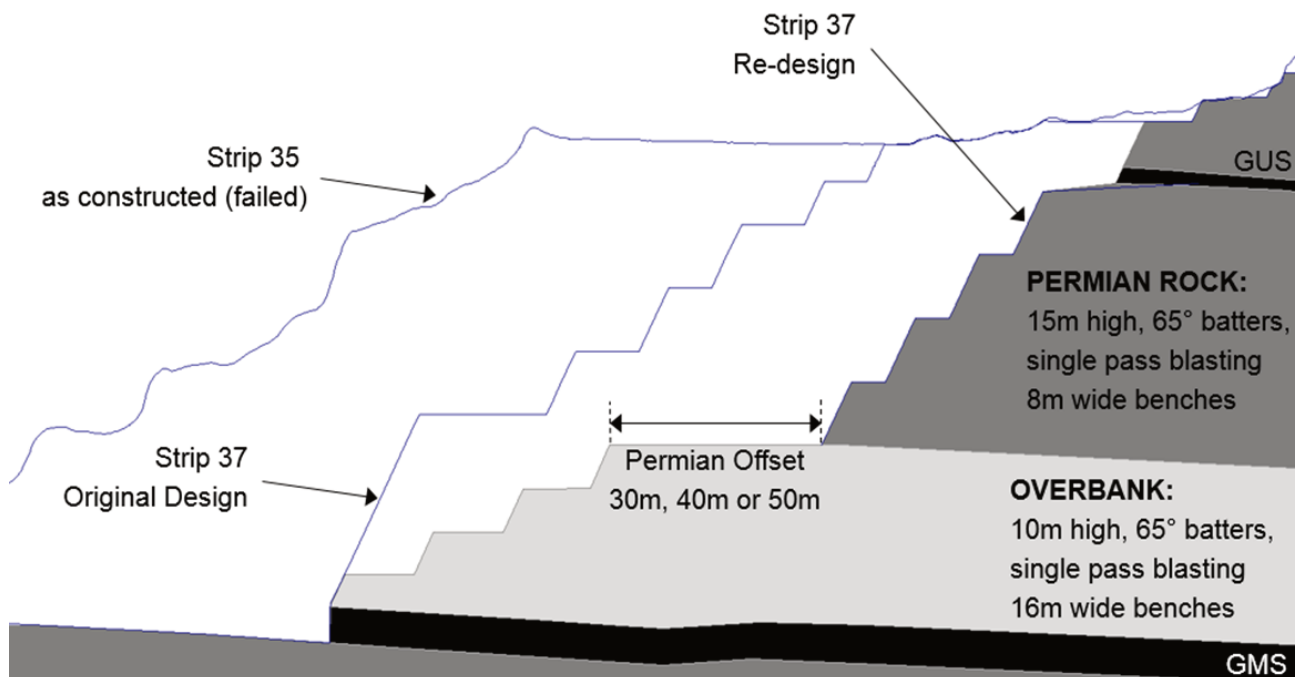 Strip 37
Re-design
Strip 35
as constructed (failed)
GUS
PERMIAN ROCK:
15m high, 65° batters,
single pass blasting
8m wide benches
Strip 37
Original Design
Permian Offset
30m, 40m or 50m
OVERBANK:
10m high, 65° batters,
single pass blasting
16m wide benches
GMS